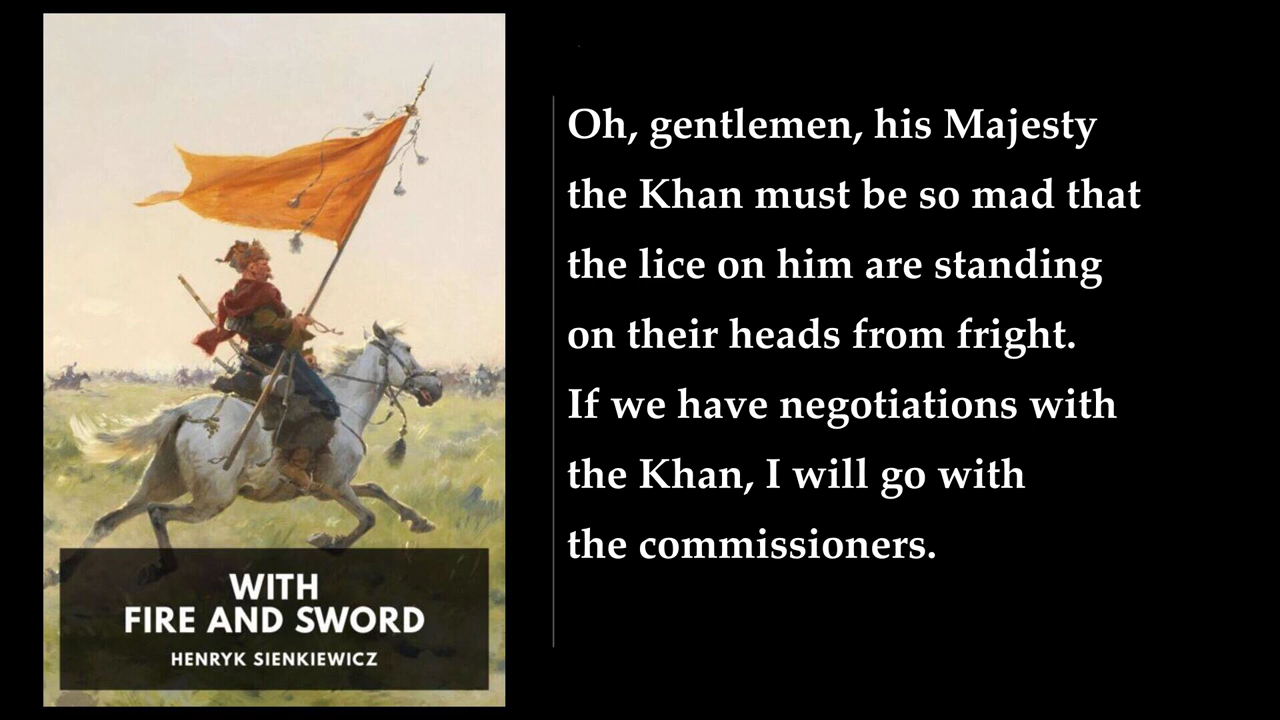 WITH
FIRE AND SWORD
HENRYK SIENKIEWICZ
Oh, gentlemen, his Majesty
the Khan must be so mad that
the lice on him are standing
on their heads from fright.
If we have negotiations with
the Khan, I will go with
the commissioners.